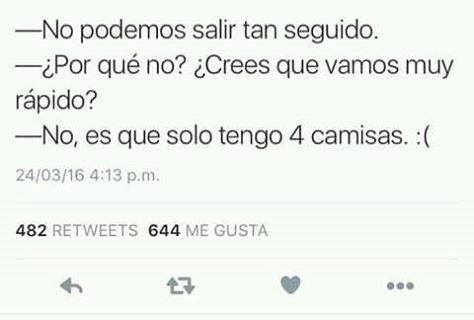 —No podemos salir tan seguido.
—¿Por qué no? ¿Crees que vamos muy
rápido?
—No, es que solo tengo 4 camisas. :(
24/03/16 4:13 p.m.
482 RETWEETS 644 ME GUSTA